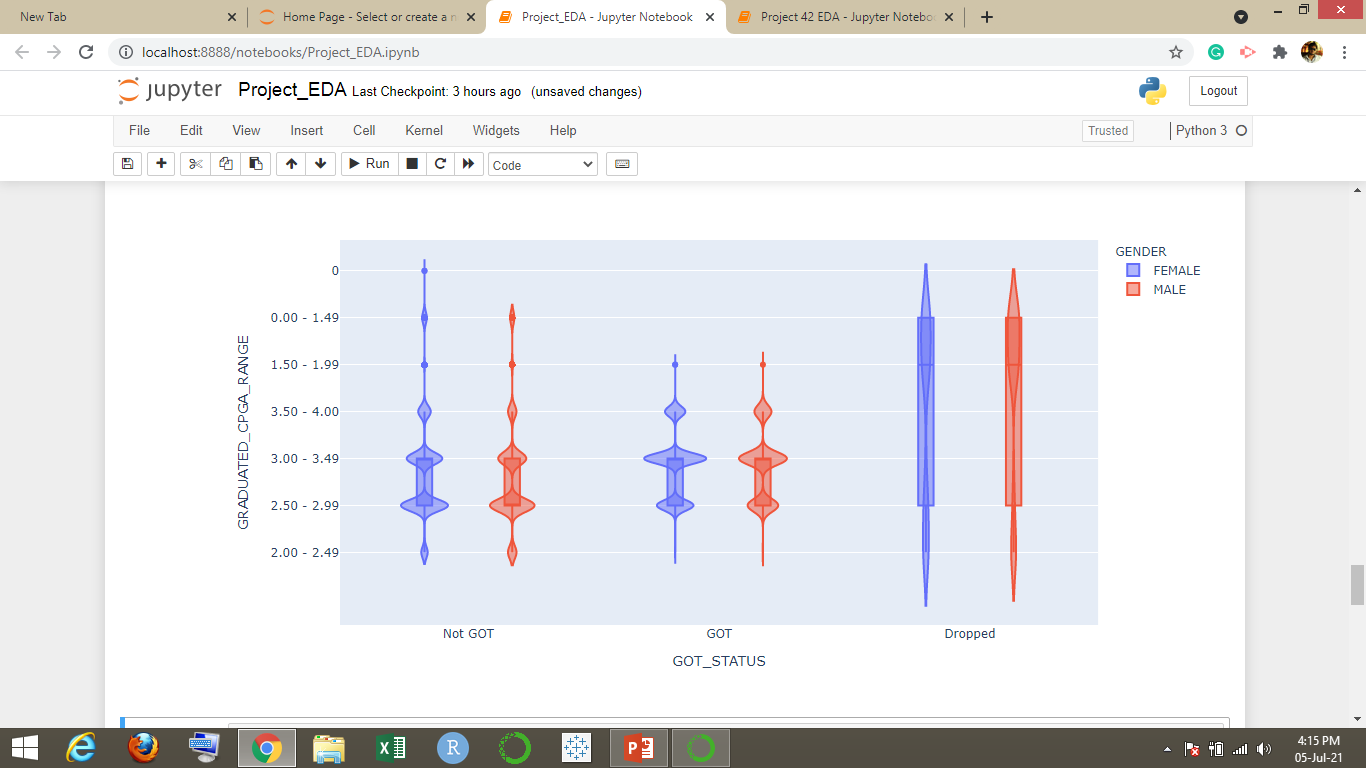 New Tab
Home Page - Select or create a n
Project_EDA - Jupyter Notebook
Project 42 EDA - Jupyter Notebo
localhost:8888/notebooks/Project_EDA.ipynb
jupyter Project_EDA Last Checkpoint: 3 hours ago (unsaved changes)
Logout
File Edit View Insert Cell Kernel Widgets Help
Trusted
Python 3
Run
Code
GENDER
FEMALE
MALE
GRADUATED_CPGA_RANGE
0
0.00 - 1.49
1.50 - 1.99
3.50 - 4.00
3.00 - 3.49
2.50 - 2.99
2.00 - 2.49
Not GOT
GOT
Dropped
GOT_STATUS
4:15 PM
05-Jul-21